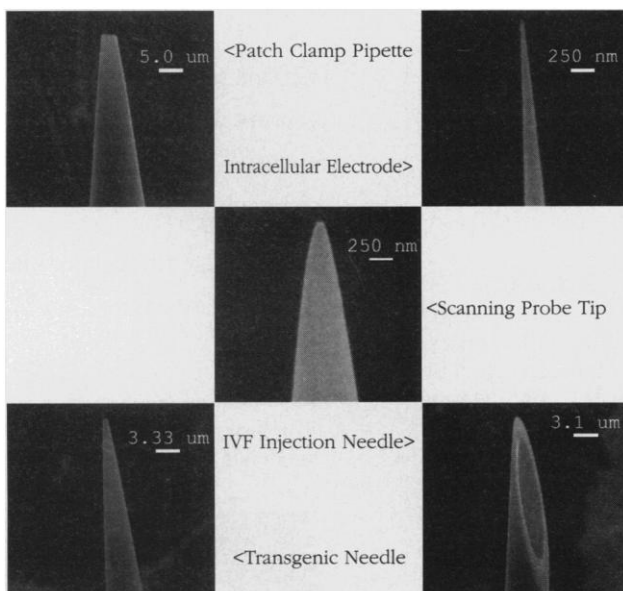 5.0 um
<Patch Clamp Pipette
250 nm
Intracellular Electrode>
250 nm
<Scanning Probe Tip
3.33 um
IVF Injection Needle>
3.1 um
<Transgenic Needle